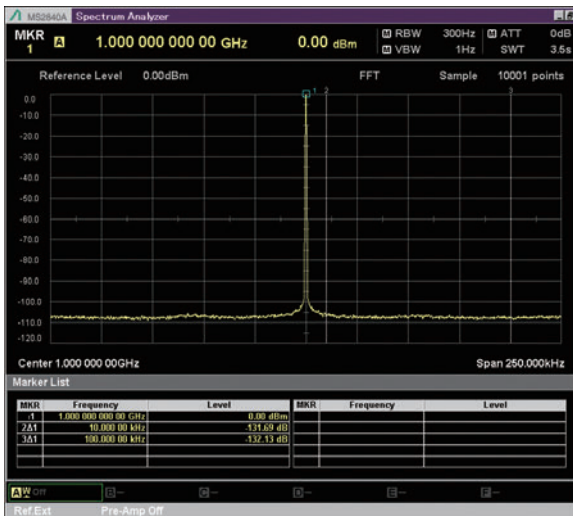 MS2840A Spectrum Analyzer
MKR 1 A 1.000 000 000 00 GHz 0.00 dBm M RBW 300Hz M ATT 0dB
M VBW 1Hz SWT 3.5s
Reference Level 0.00dBm FFT Sample 10001 points
1 2 3
0.0
-10.0
-20.0
-30.0
-40.0
-50.0
-60.0
-70.0
-80.0
-90.0
-100.0
-110.0
-120.0
Center 1.000 000 00GHz Span 250.000kHz
Marker List
MKR Frequency Level MKR Frequency Level
r1 1.000 000 000 00 GHz 0.00 dBm
2Δ1 10.000 00 kHz -131.69 dB
3Δ1 100.000 00 kHz -132.13 dB
A W Off B— C— D— E— F—
Ref.Ext Pre-Amp Off